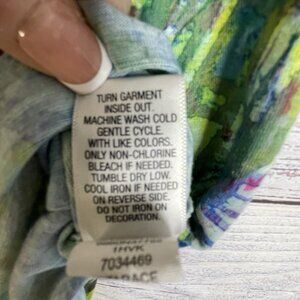 TURN GARMENT
INSIDE OUT.
MACHINE WASH COLD
GENTLE CYCLE.
WITH LIKE COLORS.
ONLY NON-CHLORINE
BLEACH IF NEEDED.
TUMBLE DRY LOW.
COOL IRON IF NEEDED
ON REVERSE SIDE.
DO NOT IRON ON
DECORATION.
1HVK
7034469